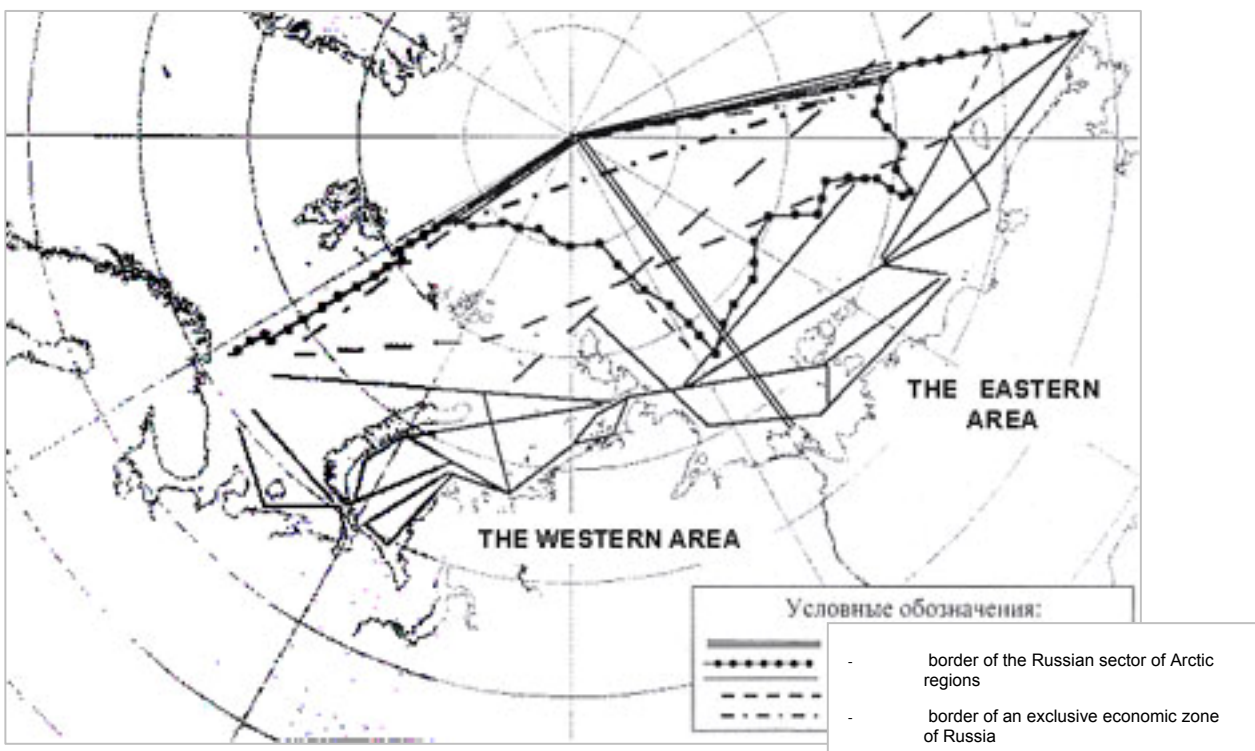 THE EASTERN
AREA
THE WESTERN AREA
Условные обозначения:
- border of the Russian sector of Arctic
regions
- border of an exclusive economic zone
of Russia